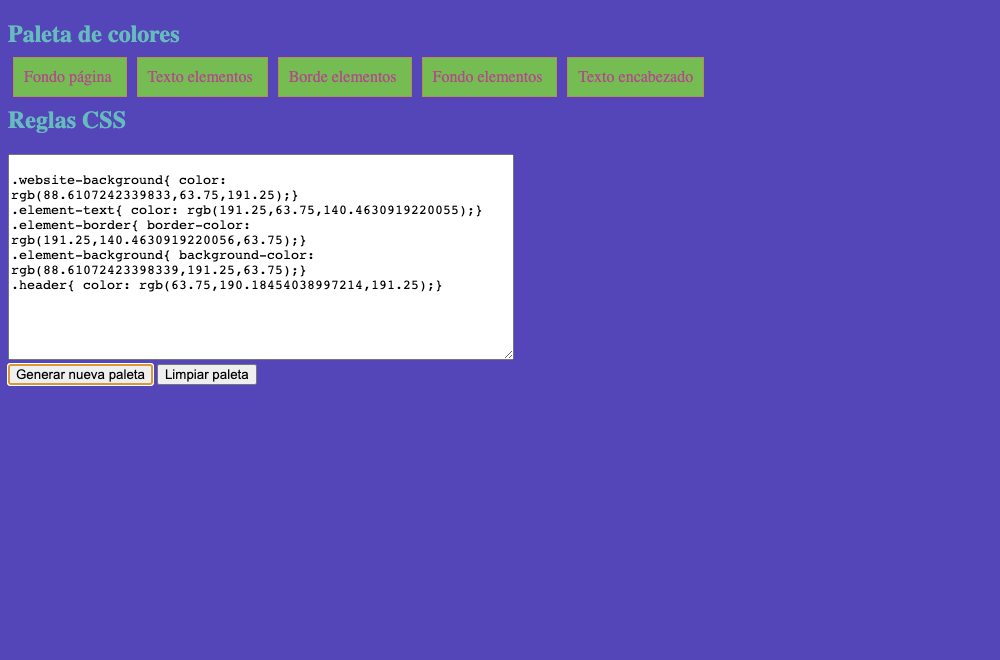 Paleta de colores
Fondo página Texto elementos Borde elementos Fondo elementos Texto encabezado
Reglas CSS
.website-background{ color:
rgb(88.6107242339833,63.75,191.25);}
.element-text{ color: rgb(191.25,63.75,140.4630919220055);}
.element-border{ border-color:
rgb(191.25,140.4630919220056,63.75);}
.element-background{ background-color:
rgb(88.61072423398339,191.25,63.75);}
.header{ color: rgb(63.75,190.18454038997214,191.25);}
Generar nueva paleta Limpiar paleta